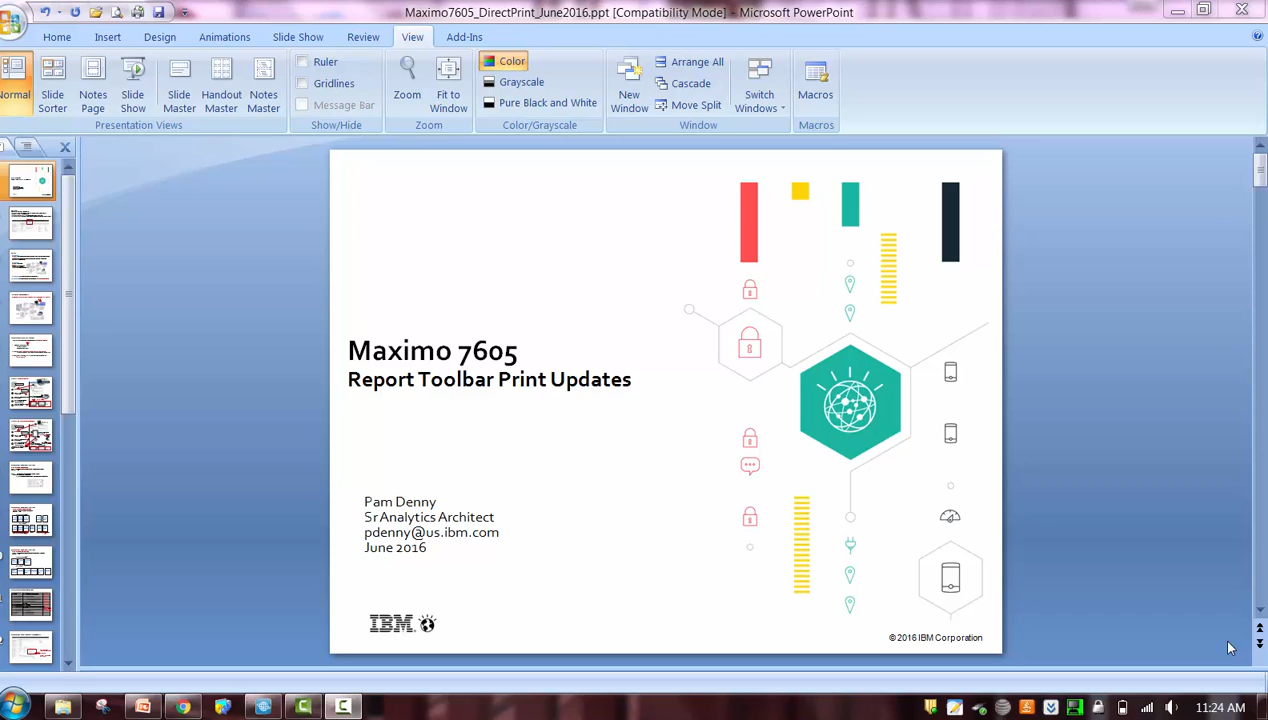 Maximo7605_DirectPrint_June2016.ppt [Compatibility Mode] - Microsoft PowerPoint
Home Insert Design Animations Slide Show Review View Add-Ins
Normal
Slide Sorter
Notes Page
Slide Show
Slide Master
Handout Master
Notes Master
Presentation Views
Ruler
Gridlines
Message Bar
Show/Hide
Zoom
Fit to Window
Zoom
Color
Grayscale
Pure Black and White
Color/Grayscale
New Window
Arrange All
Cascade
Move Split
Switch Windows
Window
Macros
Macros
Maximo 7605
Report Toolbar Print Updates
Pam Denny
Sr Analytics Architect
pdenny@us.ibm.com
June 2016
IBM
© 2016 IBM Corporation
11:24 AM